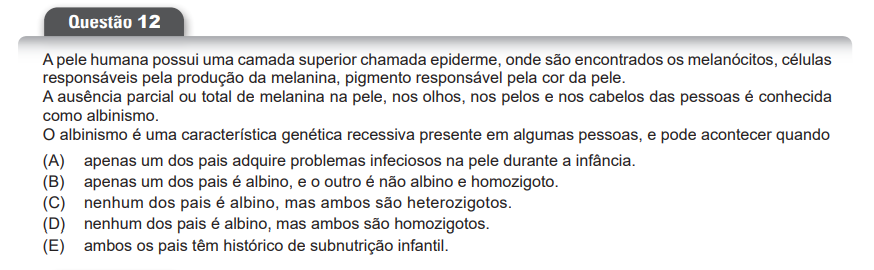 Questão 12
A pele humana possui uma camada superior chamada epiderme, onde são encontrados os melanócitos, células
responsáveis pela produção da melanina, pigmento responsável pela cor da pele.
A ausência parcial ou total de melanina na pele, nos olhos, nos pelos e nos cabelos das pessoas é conhecida
como albinismo.
O albinismo é uma característica genética recessiva presente em algumas pessoas, e pode acontecer quando
(A) apenas um dos pais adquire problemas infeciosos na pele durante a infância.
(B) apenas um dos pais é albino, e o outro é não albino e homozigoto.
(C) nenhum dos pais é albino, mas ambos são heterozigotos.
(D) nenhum dos pais é albino, mas ambos são homozigotos.
(E) ambos os pais têm histórico de subnutrição infantil.